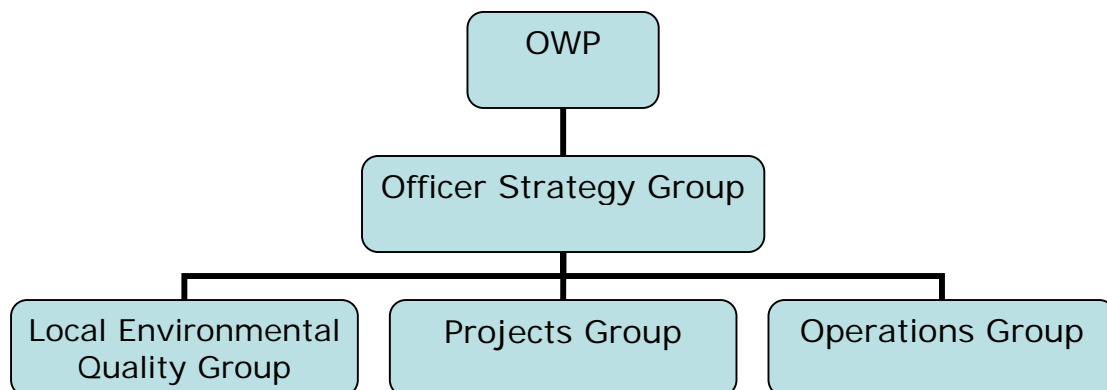 OWP
Officer Strategy Group
Local Environmental
Quality Group
Projects Group
Operations Group